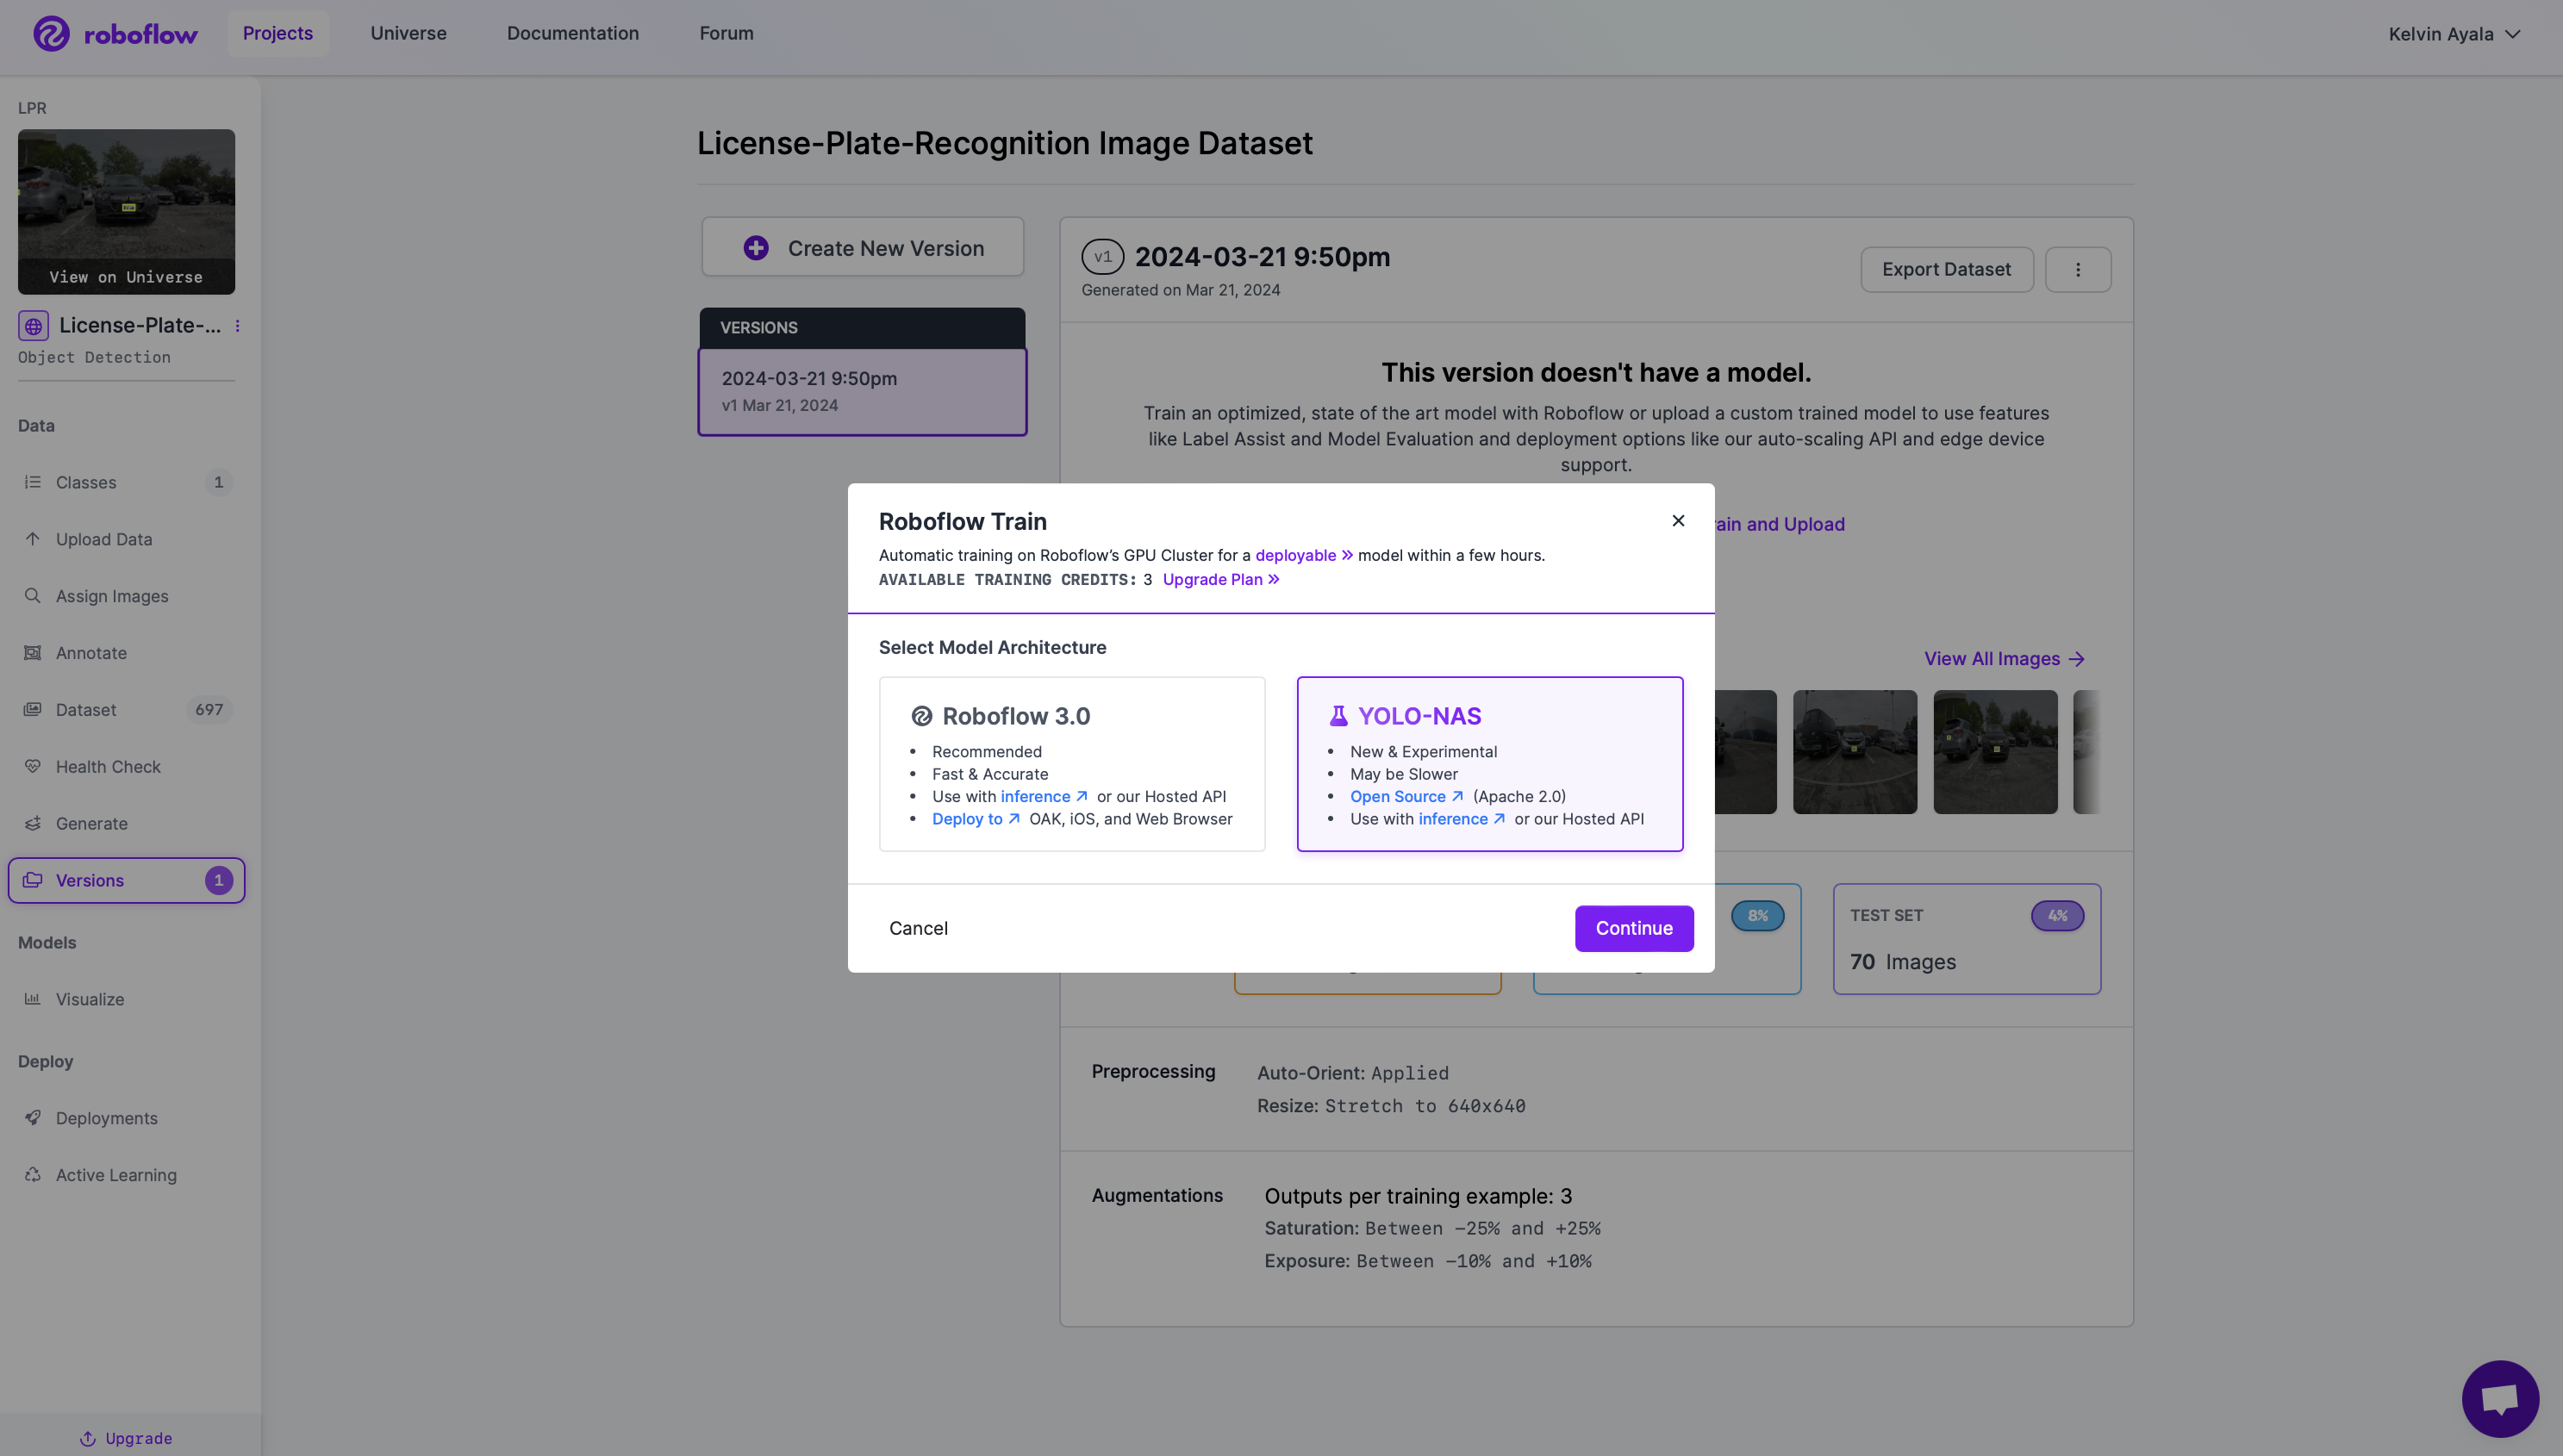 roboflow
Projects
Universe
Documentation
Forum
Kelvin Ayala
LPR
View on Universe
License-Plate-...
Object Detection
Data
Classes 1
Upload Data
Assign Images
Annotate
Dataset 697
Health Check
Generate
Versions 1
Models
Visualize
Deploy
Deployments
Active Learning
Upgrade
License-Plate-Recognition Image Dataset
Create New Version
VERSIONS
2024-03-21 9:50pm
v1 Mar 21, 2024
v1 2024-03-21 9:50pm
Generated on Mar 21, 2024
Export Dataset
This version doesn't have a model.
Train an optimized, state of the art model with Roboflow or upload a custom trained model to use features
like Label Assist and Model Evaluation and deployment options like our auto-scaling API and edge device
support.
and Upload
Roboflow Train
Automatic training on Roboflow’s GPU Cluster for a deployable » model within a few hours.
AVAILABLE TRAINING CREDITS: 3 Upgrade Plan »
Select Model Architecture
Roboflow 3.0
• Recommended
• Fast & Accurate
• Use with inference ↗ or our Hosted API
• Deploy to ↗ OAK, iOS, and Web Browser
YOLO-NAS
• New & Experimental
• May be Slower
• Open Source ↗ (Apache 2.0)
• Use with inference ↗ or our Hosted API
Cancel
Continue
View All Images →
8%
TEST SET 4%
70 Images
Preprocessing
Auto-Orient: Applied
Resize: Stretch to 640x640
Augmentations
Outputs per training example: 3
Saturation: Between -25% and +25%
Exposure: Between -10% and +10%